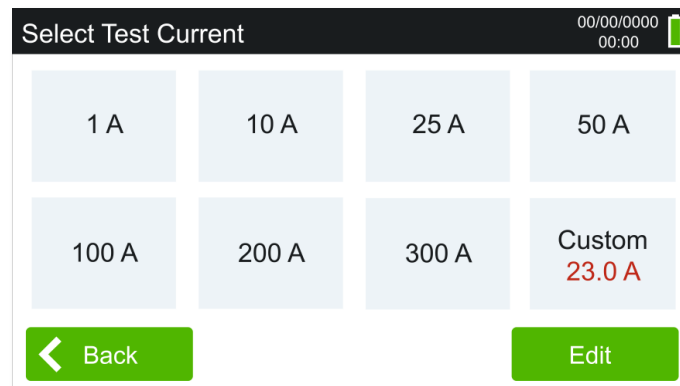 Select Test Current
00/00/0000
00:00
1 A
10 A
25 A
50 A
100 A
200 A
300 A
Custom
23.0 A
Back
Edit